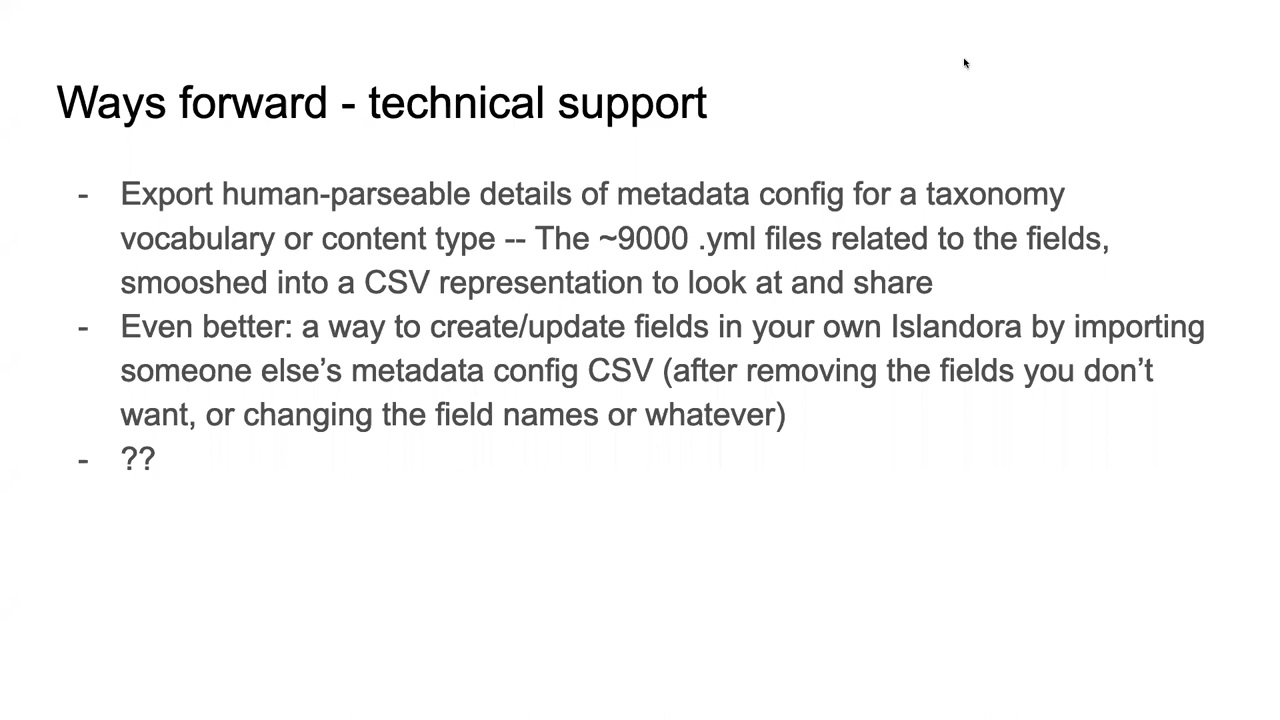 Ways forward - technical support
- Export human-parseable details of metadata config for a taxonomy
vocabulary or content type -- The ~9000 .yml files related to the fields,
smooshed into a CSV representation to look at and share
- Even better: a way to create/update fields in your own Islandora by importing
someone else’s metadata config CSV (after removing the fields you don’t
want, or changing the field names or whatever)
- ??